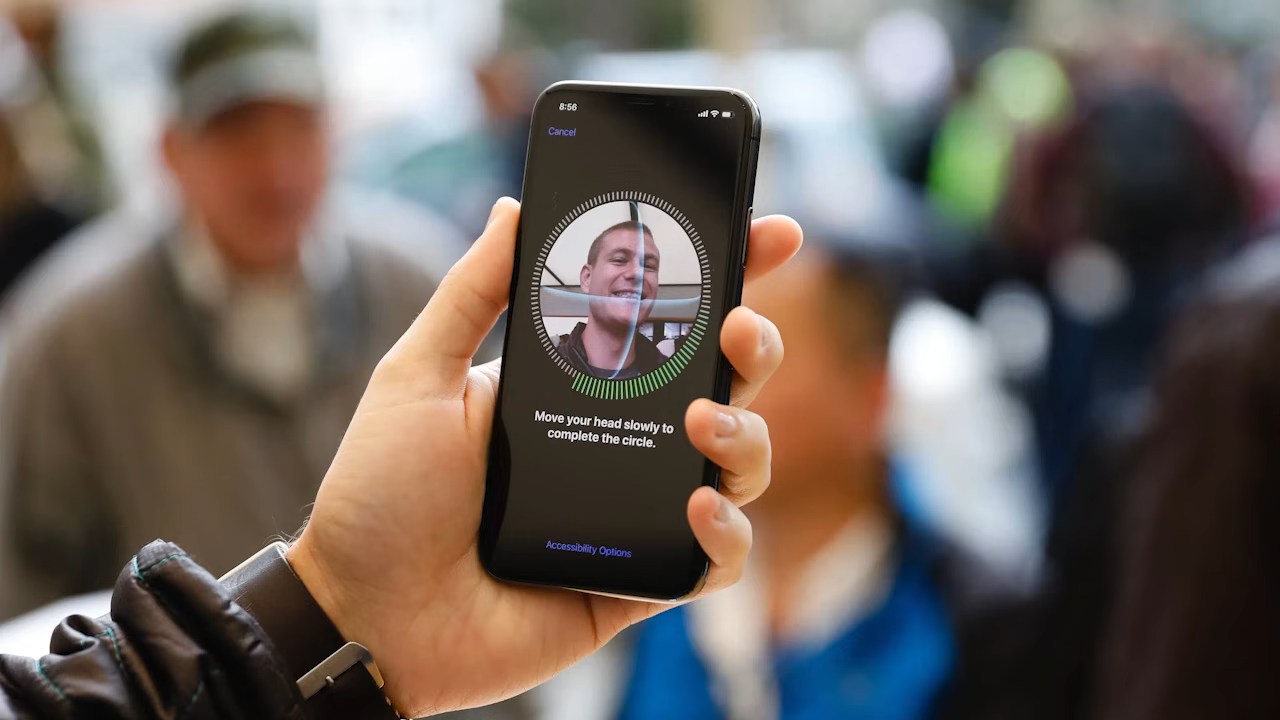 8:56
Cancel
Move your head slowly to
complete the circle.
Accessibility Options